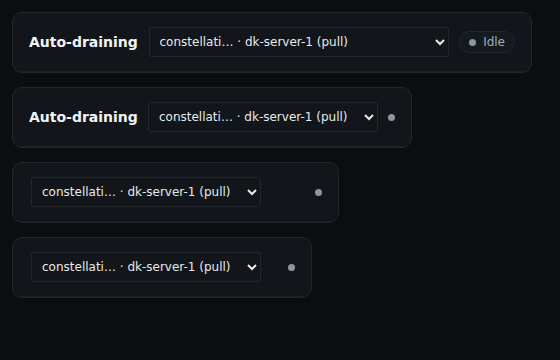 Auto-draining constellati... · dk-server-1 (pull) Idle
Auto-draining constellati... · dk-server-1 (pull)
constellati... · dk-server-1 (pull)
constellati... · dk-server-1 (pull)